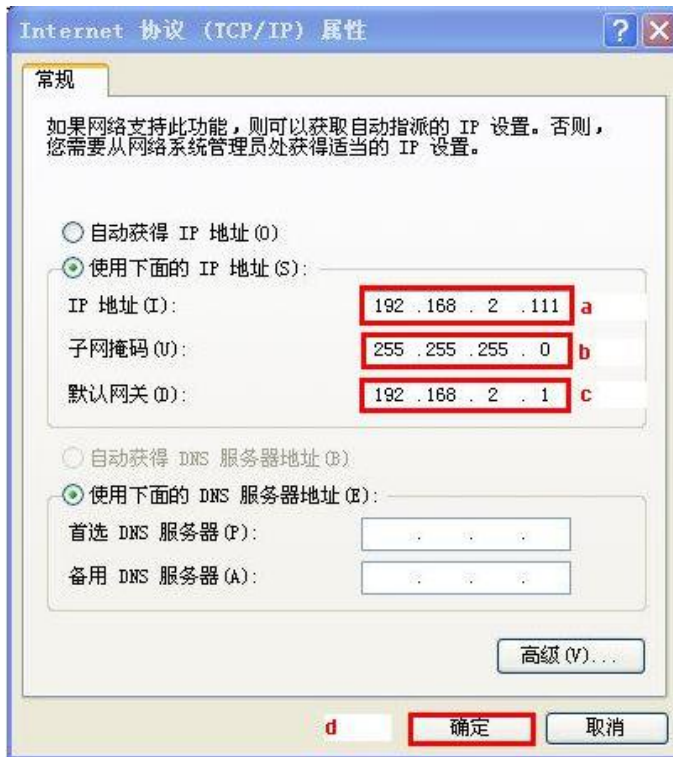 Internet 协议 (TCP/IP) 属性
常规
如果网络支持此功能，则可以获取自动指派的 IP 设置。否则，
您需要从网络系统管理员处获得适当的 IP 设置。
自动获得 IP 地址(O)
使用下面的 IP 地址(S):
IP 地址(I): 192 .168 . 2 .111 a
子网掩码(U): 255 .255 .255 . 0 b
默认网关(D): 192 .168 . 2 . 1 c
自动获得 DNS 服务器地址(B)
使用下面的 DNS 服务器地址(E):
首选 DNS 服务器(P): . . .
备用 DNS 服务器(A): . . .
高级(V)...
d 确定 取消